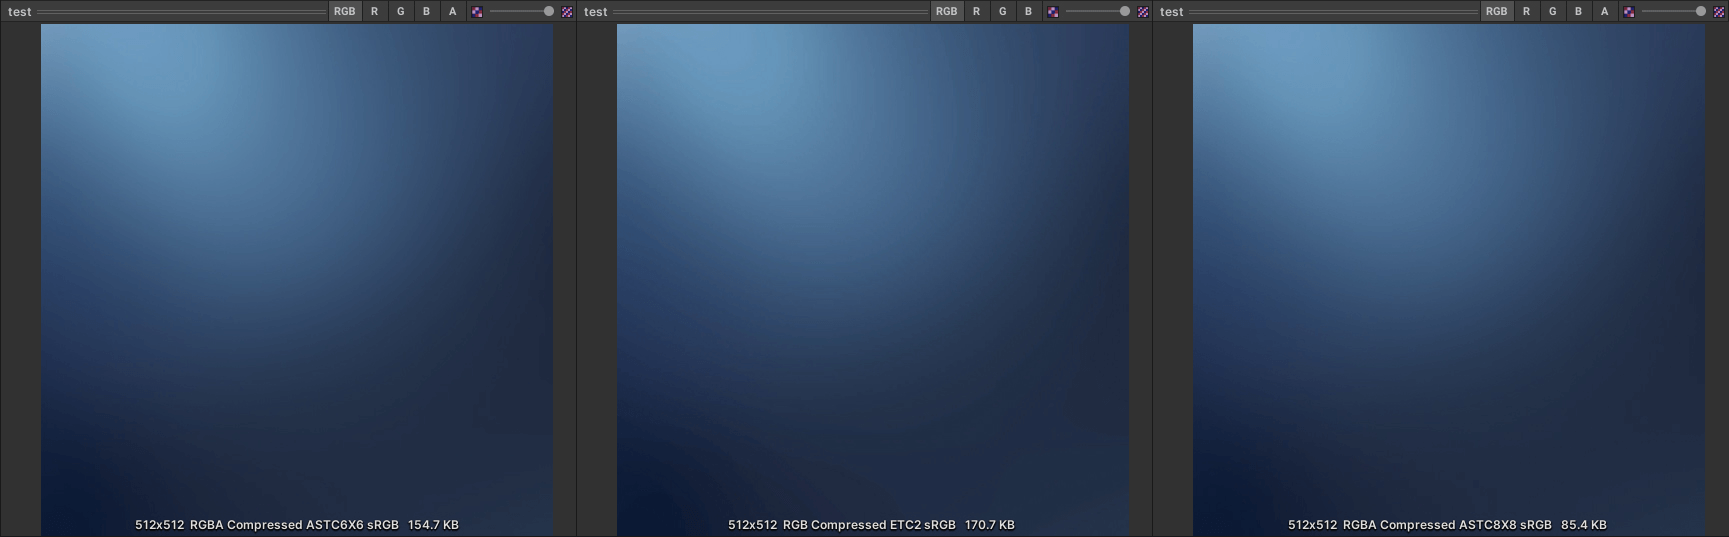 test RGB R G B A
test RGB R G B
test RGB R G B A
512x512 RGBA Compressed ASTC6X6 sRGB 154.7 KB
512x512 RGB Compressed ETC2 sRGB 170.7 KB
512x512 RGBA Compressed ASTC8X8 sRGB 85.4 KB